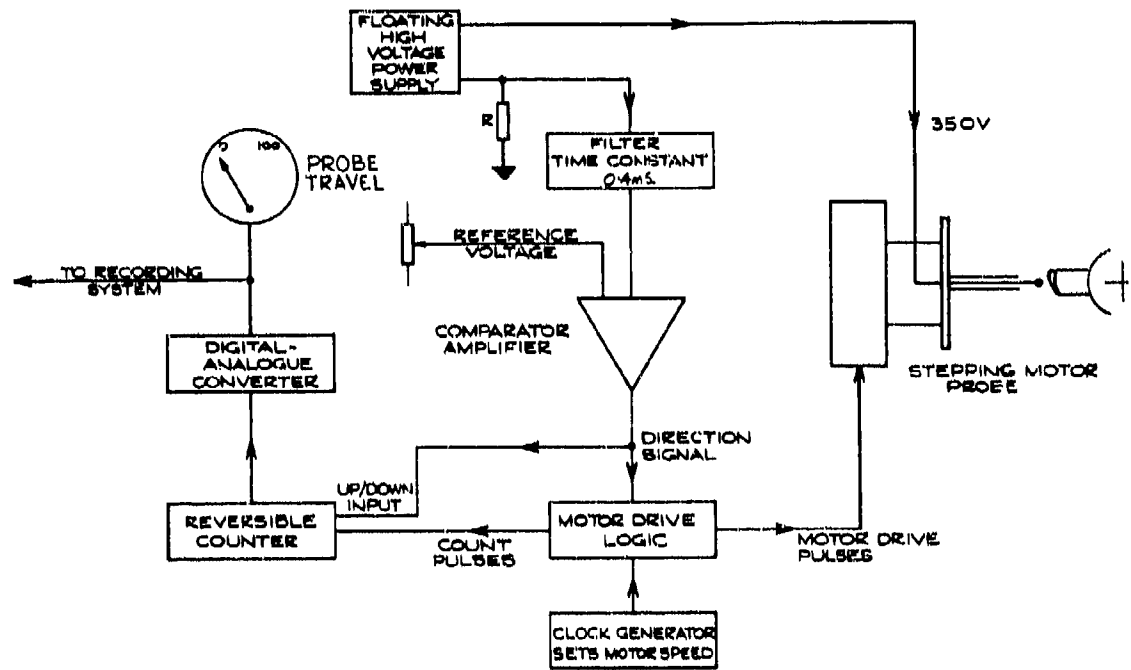 FLOATING
HIGH
VOLTAGE
POWER
SUPPLY
350V
R
FILTER
TIME CONSTANT
0.4ms.
0 100
PROBE
TRAVEL
REFERENCE
VOLTAGE
TO RECORDING
SYSTEM
COMPARATOR
AMPLIFIER
DIGITAL-
ANALOGUE
CONVERTER
STEPPING MOTOR
PROBE
DIRECTION
SIGNAL
UP/DOWN
INPUT
REVERSIBLE
COUNTER
COUNT
PULSES
MOTOR DRIVE
LOGIC
MOTOR DRIVE
PULSES
CLOCK GENERATOR
SETS MOTOR SPEED